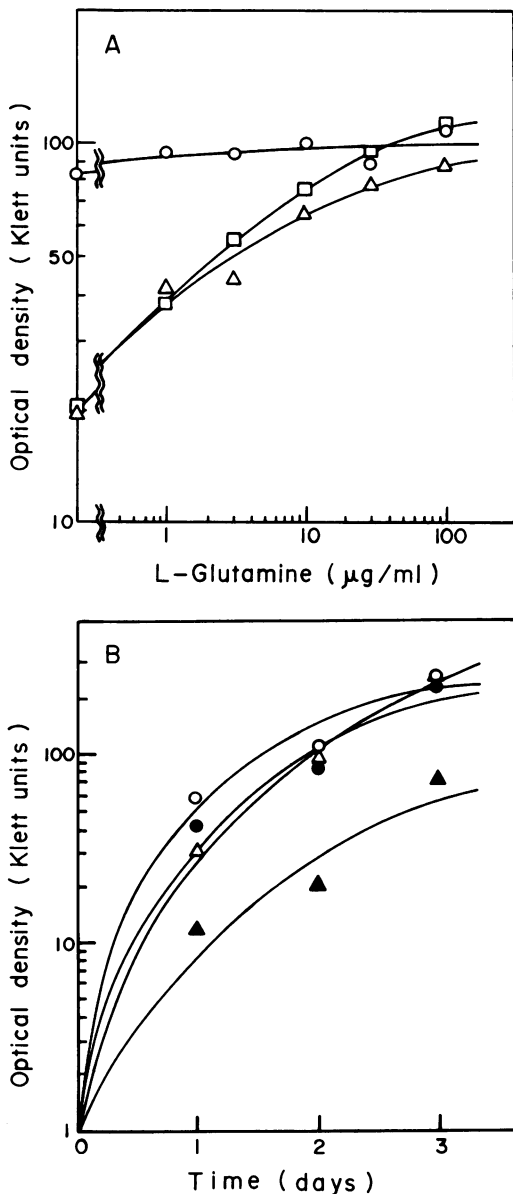 A
Optical density ( Klett units )
100
50
10
1
10
100
L-Glutamine ( μg/ml )
B
Optical density ( Klett units )
100
10
1
0
1
2
3
Time ( days )